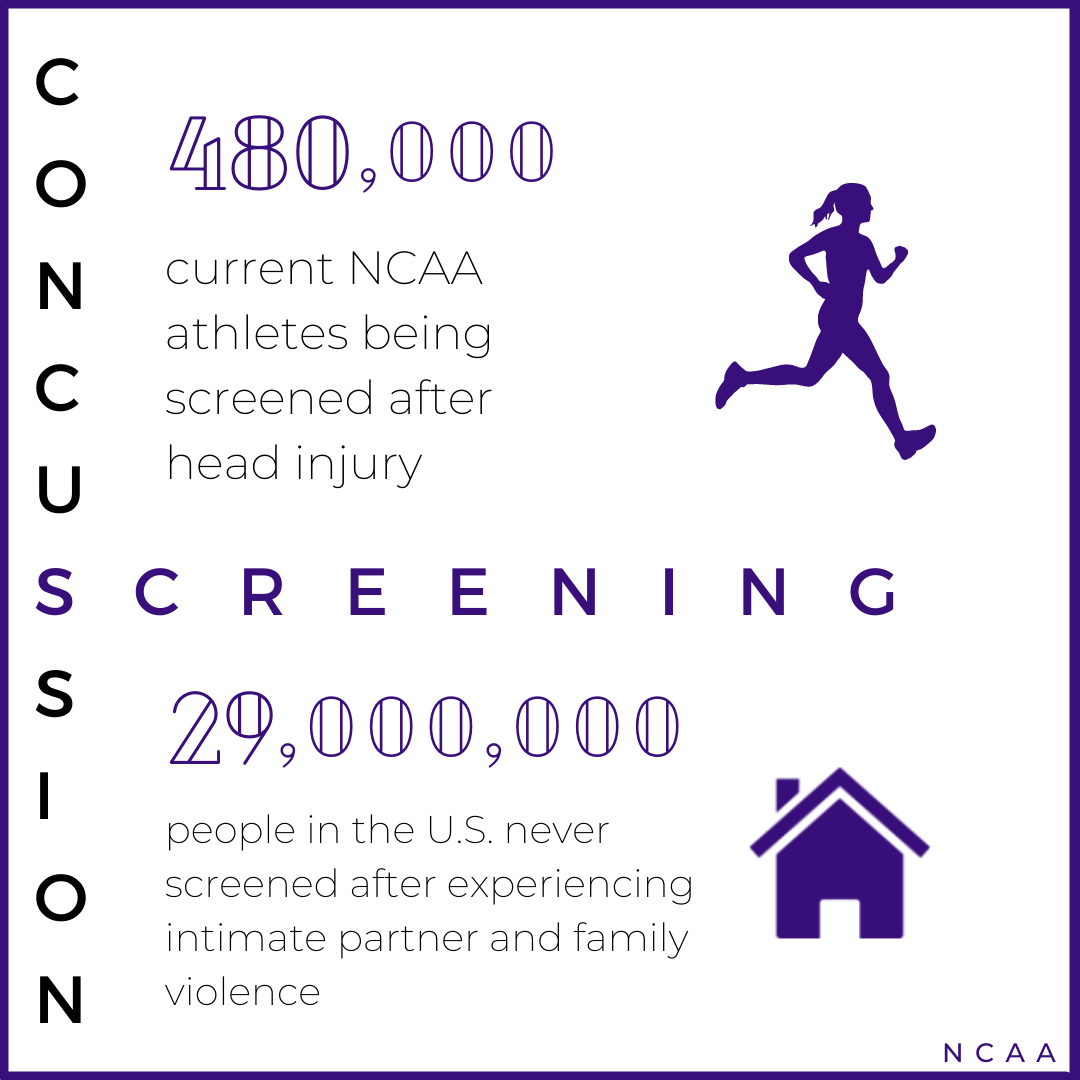 CONCUSSION
480,000
current NCAA
athletes being
screened after
head injury
SCREENING
29,000,000
people in the U.S. never
screened after experiencing
intimate partner and family
violence
NCAA